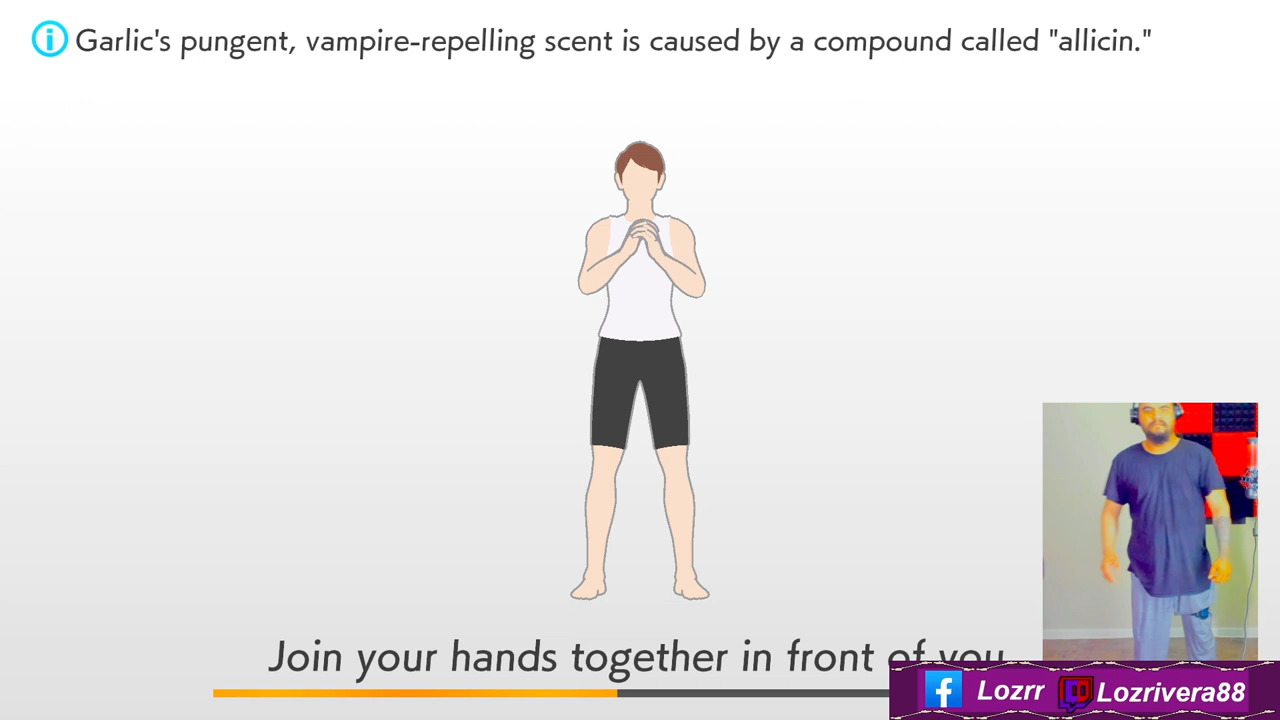 Garlic's pungent, vampire-repelling scent is caused by a compound called "allicin."
Join your hands together in front of you
Lozrr Lozrivera88